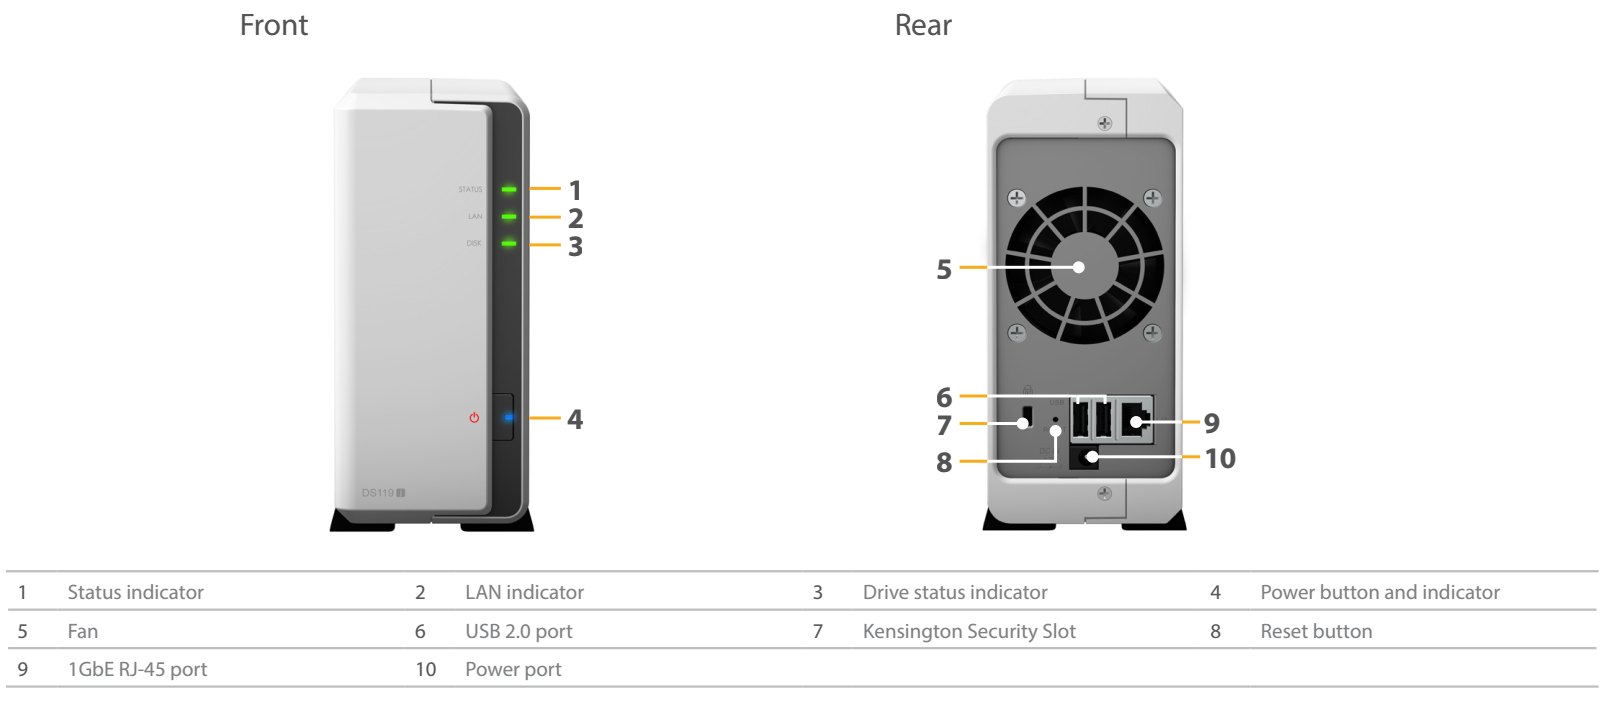 Front
Rear
STATUS
LAN
DISK
1
2
3
4
DS119 j
5
6
7
8
9
10
USB
1 Status indicator 2 LAN indicator 3 Drive status indicator 4 Power button and indicator
5 Fan 6 USB 2.0 port 7 Kensington Security Slot 8 Reset button
9 1GbE RJ-45 port 10 Power port